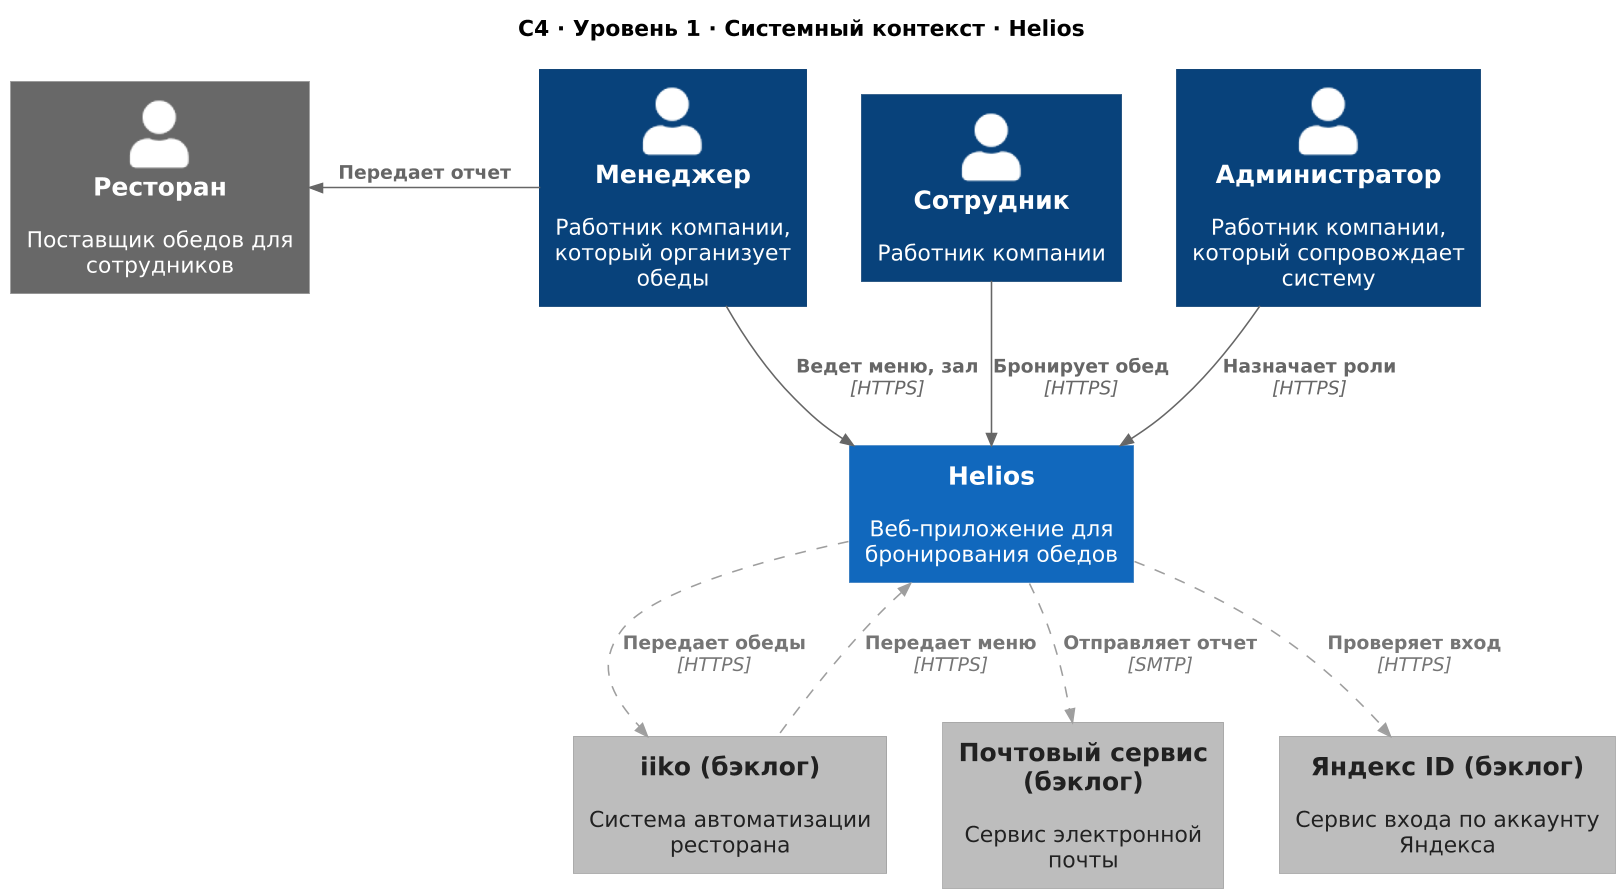 C4 · Уровень 1 · Системный контекст · Helios
Ресторан
Поставщик обедов для
сотрудников
Передает отчет
Менеджер
Работник компании,
который организует
обеды
Сотрудник
Работник компании
Администратор
Работник компании,
который сопровождает
систему
Ведет меню, зал
[HTTPS]
Бронирует обед
[HTTPS]
Назначает роли
[HTTPS]
Helios
Веб-приложение для
бронирования обедов
Передает обеды
[HTTPS]
Передает меню
[HTTPS]
Отправляет отчет
[SMTP]
Проверяет вход
[HTTPS]
iiko (бэклог)
Система автоматизации
ресторана
Почтовый сервис
(бэклог)
Сервис электронной
почты
Яндекс ID (бэклог)
Сервис входа по аккаунту
Яндекса